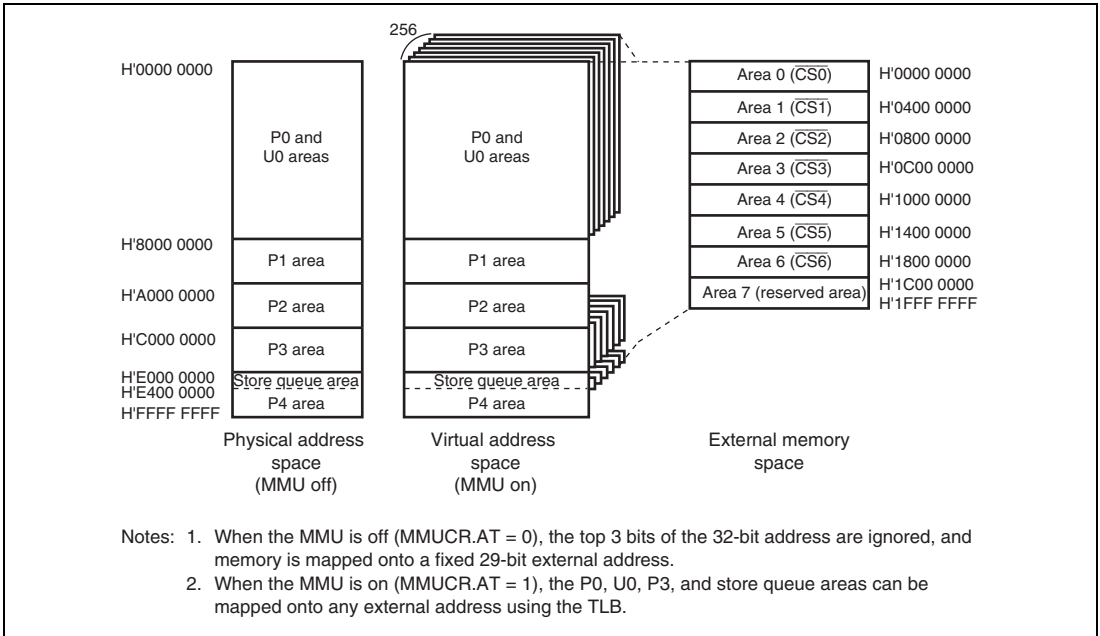 256
H'0000 0000
P0 and
U0 areas
H'8000 0000
P1 area
H'A000 0000
P2 area
H'C000 0000
P3 area
H'E000 0000
Store queue area
H'E400 0000
P4 area
H'FFFF FFFF
Physical address
space
(MMU off)
P0 and
U0 areas
P1 area
P2 area
P3 area
Store queue area
P4 area
Virtual address
space
(MMU on)
Area 0 (C̅S̅0̅) H'0000 0000
Area 1 (C̅S̅1̅) H'0400 0000
Area 2 (C̅S̅2̅) H'0800 0000
Area 3 (C̅S̅3̅) H'0C00 0000
Area 4 (C̅S̅4̅) H'1000 0000
Area 5 (C̅S̅5̅) H'1400 0000
Area 6 (C̅S̅6̅) H'1800 0000
Area 7 (reserved area) H'1C00 0000
H'1FFF FFFF
External memory
space
Notes: 1. When the MMU is off (MMUCR.AT = 0), the top 3 bits of the 32-bit address are ignored, and
memory is mapped onto a fixed 29-bit external address.
2. When the MMU is on (MMUCR.AT = 1), the P0, U0, P3, and store queue areas can be
mapped onto any external address using the TLB.